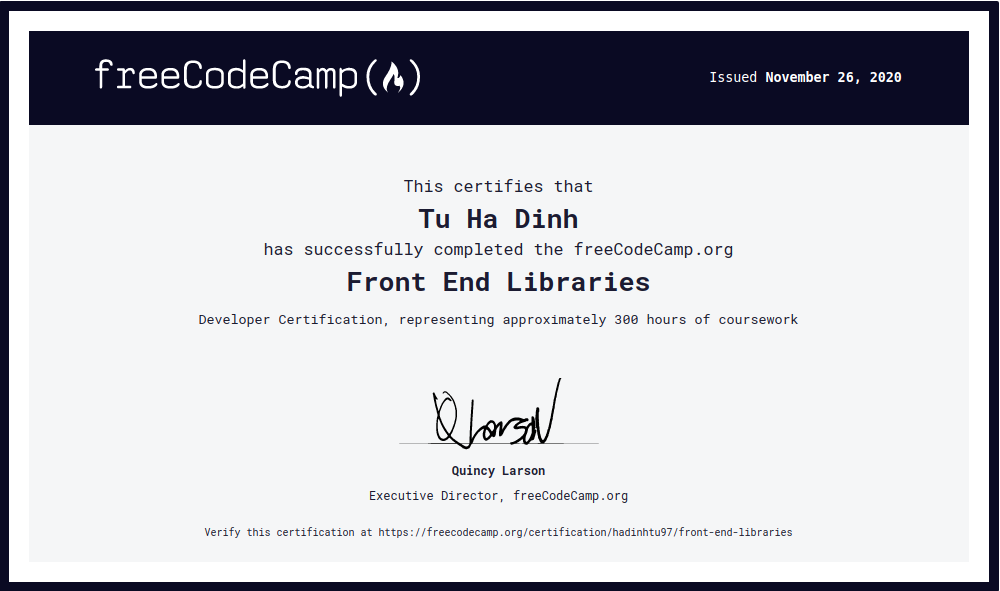 freeCodeCamp(🔥)
Issued November 26, 2020
This certifies that
Tu Ha Dinh
has successfully completed the freeCodeCamp.org
Front End Libraries
Developer Certification, representing approximately 300 hours of coursework
Q Larson
Quincy Larson
Executive Director, freeCodeCamp.org
Verify this certification at https://freecodecamp.org/certification/hadinhtu97/front-end-libraries